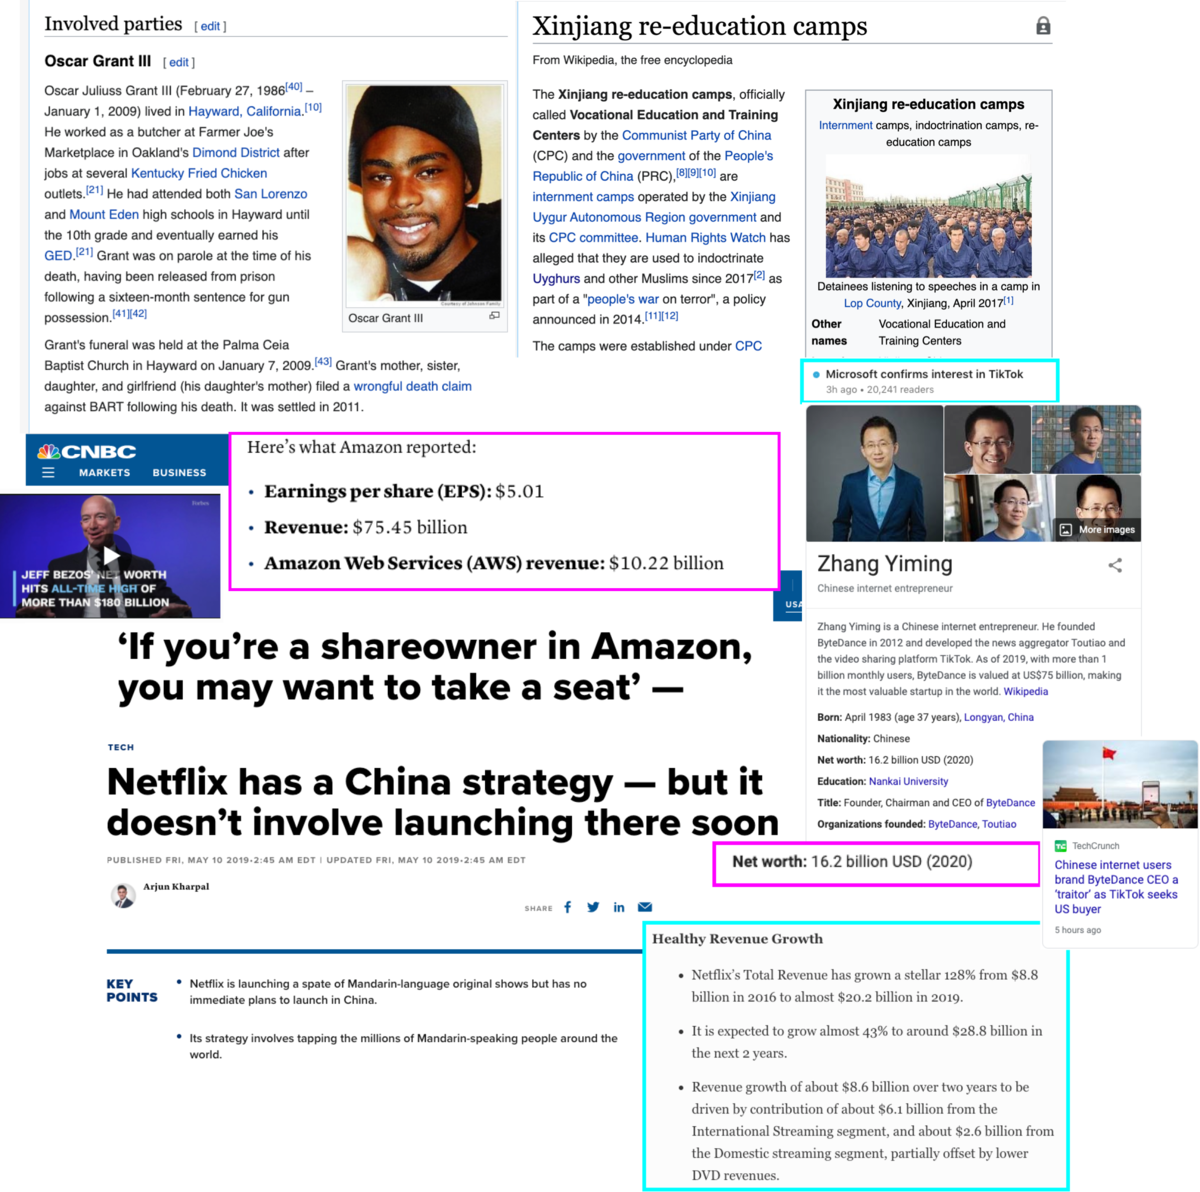 Involved parties [ edit ]
Oscar Grant III [ edit ]
Oscar Juliuss Grant III (February 27, 1986[40] –
January 1, 2009) lived in Hayward, California.[10]
He worked as a butcher at Farmer Joe's
Marketplace in Oakland's Dimond District after
jobs at several Kentucky Fried Chicken
outlets.[21] He had attended both San Lorenzo
and Mount Eden high schools in Hayward until
the 10th grade and eventually earned his
GED.[21] Grant was on parole at the time of his
death, having been released from prison
following a sixteen-month sentence for gun
possession.[41][42]
Courtesy of Johnson Family
Oscar Grant III
Grant's funeral was held at the Palma Ceia
Baptist Church in Hayward on January 7, 2009.[43] Grant's mother, sister,
daughter, and girlfriend (his daughter's mother) filed a wrongful death claim
against BART following his death. It was settled in 2011.
Xinjiang re-education camps
From Wikipedia, the free encyclopedia
The Xinjiang re-education camps, officially
called Vocational Education and Training
Centers by the Communist Party of China
(CPC) and the government of the People's
Republic of China (PRC),[8][9][10] are
internment camps operated by the Xinjiang
Uygur Autonomous Region government and
its CPC committee. Human Rights Watch has
alleged that they are used to indoctrinate
Uyghurs and other Muslims since 2017[2] as
part of a "people's war on terror", a policy
announced in 2014.[11][12]
The camps were established under CPC
Xinjiang re-education camps
Internment camps, indoctrination camps, re-
education camps
Detainees listening to speeches in a camp in
Lop County, Xinjiang, April 2017[1]
Other names Vocational Education and
Training Centers
Microsoft confirms interest in TikTok
3h ago • 20,241 readers
CNBC
MARKETS BUSINESS
Forbes
JEFF BEZOS' NET WORTH
HITS ALL-TIME HIGH OF
MORE THAN $180 BILLION
Here's what Amazon reported:
• Earnings per share (EPS): $5.01
• Revenue: $75.45 billion
• Amazon Web Services (AWS) revenue: $10.22 billion
USA
'If you're a shareowner in Amazon,
you may want to take a seat' —
More images
Zhang Yiming
Chinese internet entrepreneur
Zhang Yiming is a Chinese internet entrepreneur. He founded
ByteDance in 2012 and developed the news aggregator Toutiao and
the video sharing platform TikTok. As of 2019, with more than 1
billion monthly users, ByteDance is valued at US$75 billion, making
it the most valuable startup in the world. Wikipedia
Born: April 1983 (age 37 years), Longyan, China
Nationality: Chinese
Net worth: 16.2 billion USD (2020)
Education: Nankai University
Title: Founder, Chairman and CEO of ByteDance
Organizations founded: ByteDance, Toutiao
Net worth: 16.2 billion USD (2020)
TechCrunch
Chinese internet users
brand ByteDance CEO a
'traitor' as TikTok seeks
US buyer
5 hours ago
TECH
Netflix has a China strategy — but it
doesn't involve launching there soon
PUBLISHED FRI, MAY 10 2019-2:45 AM EDT | UPDATED FRI, MAY 10 2019-2:45 AM EDT
Arjun Kharpal
SHARE
KEY
POINTS
• Netflix is launching a spate of Mandarin-language original shows but has no
immediate plans to launch in China.
• Its strategy involves tapping the millions of Mandarin-speaking people around the
world.
Healthy Revenue Growth
• Netflix's Total Revenue has grown a stellar 128% from $8.8
billion in 2016 to almost $20.2 billion in 2019.
• It is expected to grow almost 43% to around $28.8 billion in
the next 2 years.
• Revenue growth of about $8.6 billion over two years to be
driven by contribution of about $6.1 billion from the
International Streaming segment, and about $2.6 billion from
the Domestic streaming segment, partially offset by lower
DVD revenues.